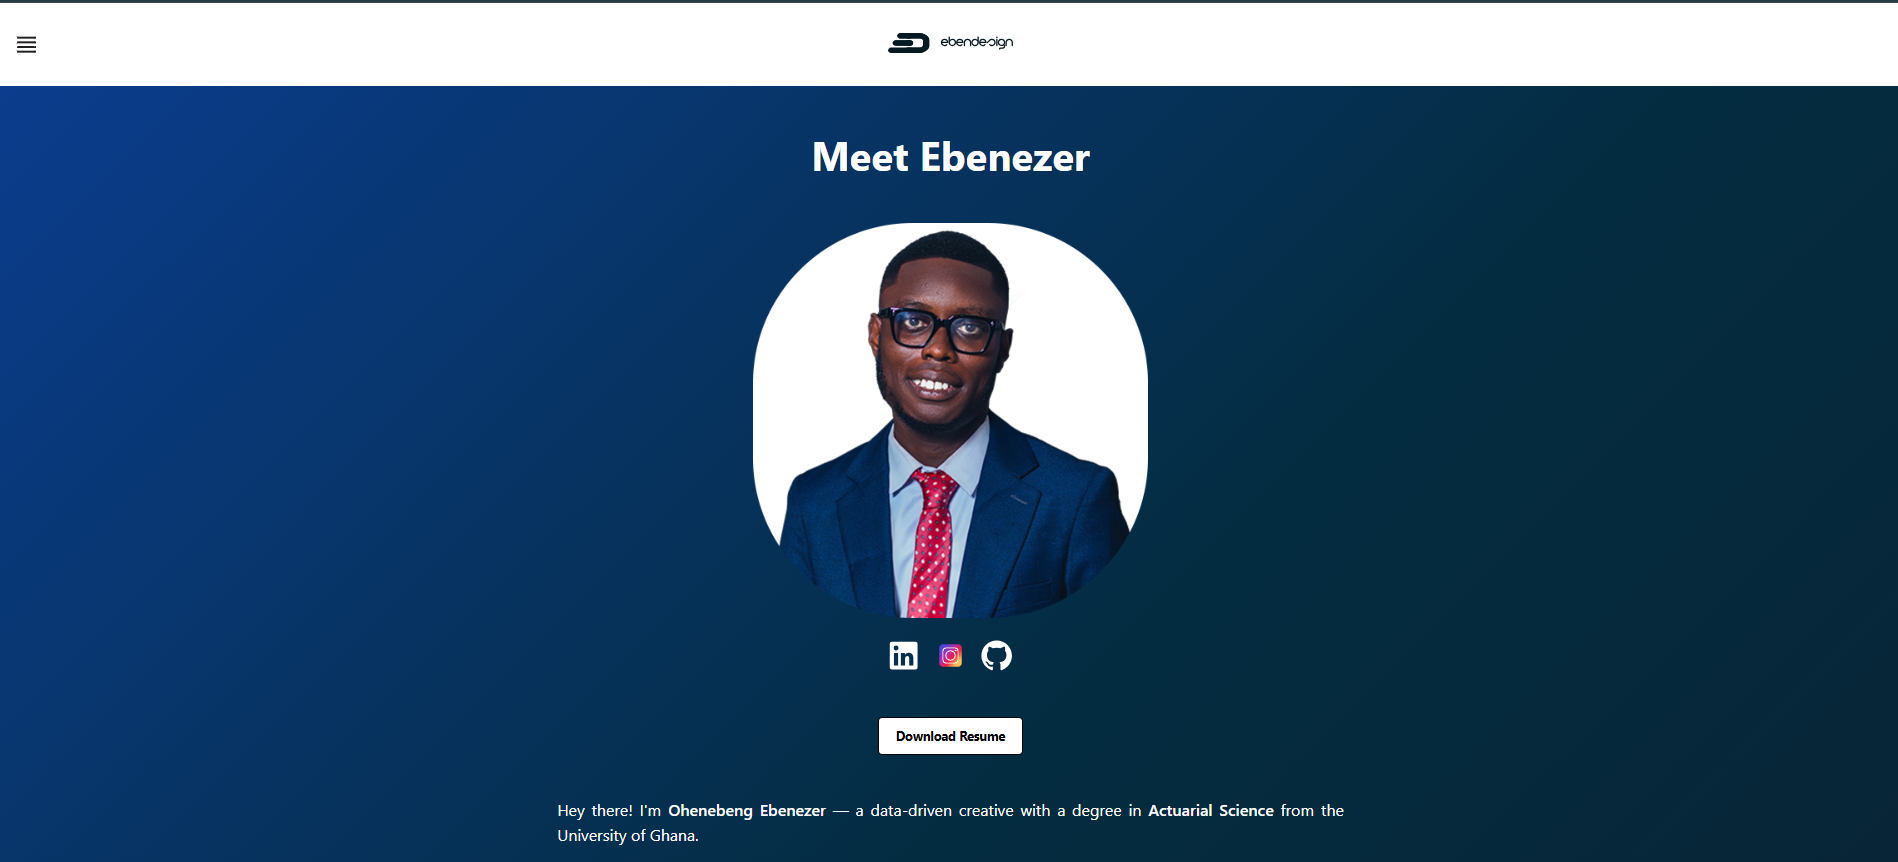 ebendesign
Meet Ebenezer
in
Download Resume
Hey there! I'm Ohenebeng Ebenezer — a data-driven creative with a degree in Actuarial Science from the
University of Ghana.